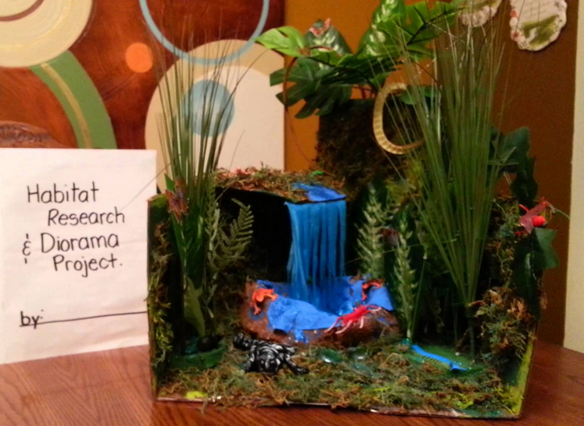 Habitat
Research
& Diorama
Project.
by: